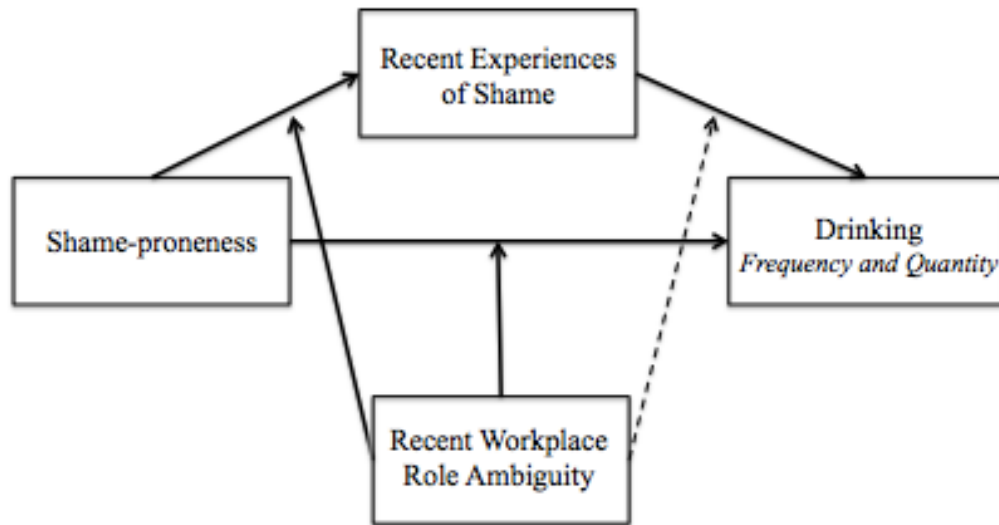 Recent Experiences
of Shame
Shame-proneness
Drinking
Frequency and Quantity
Recent Workplace
Role Ambiguity